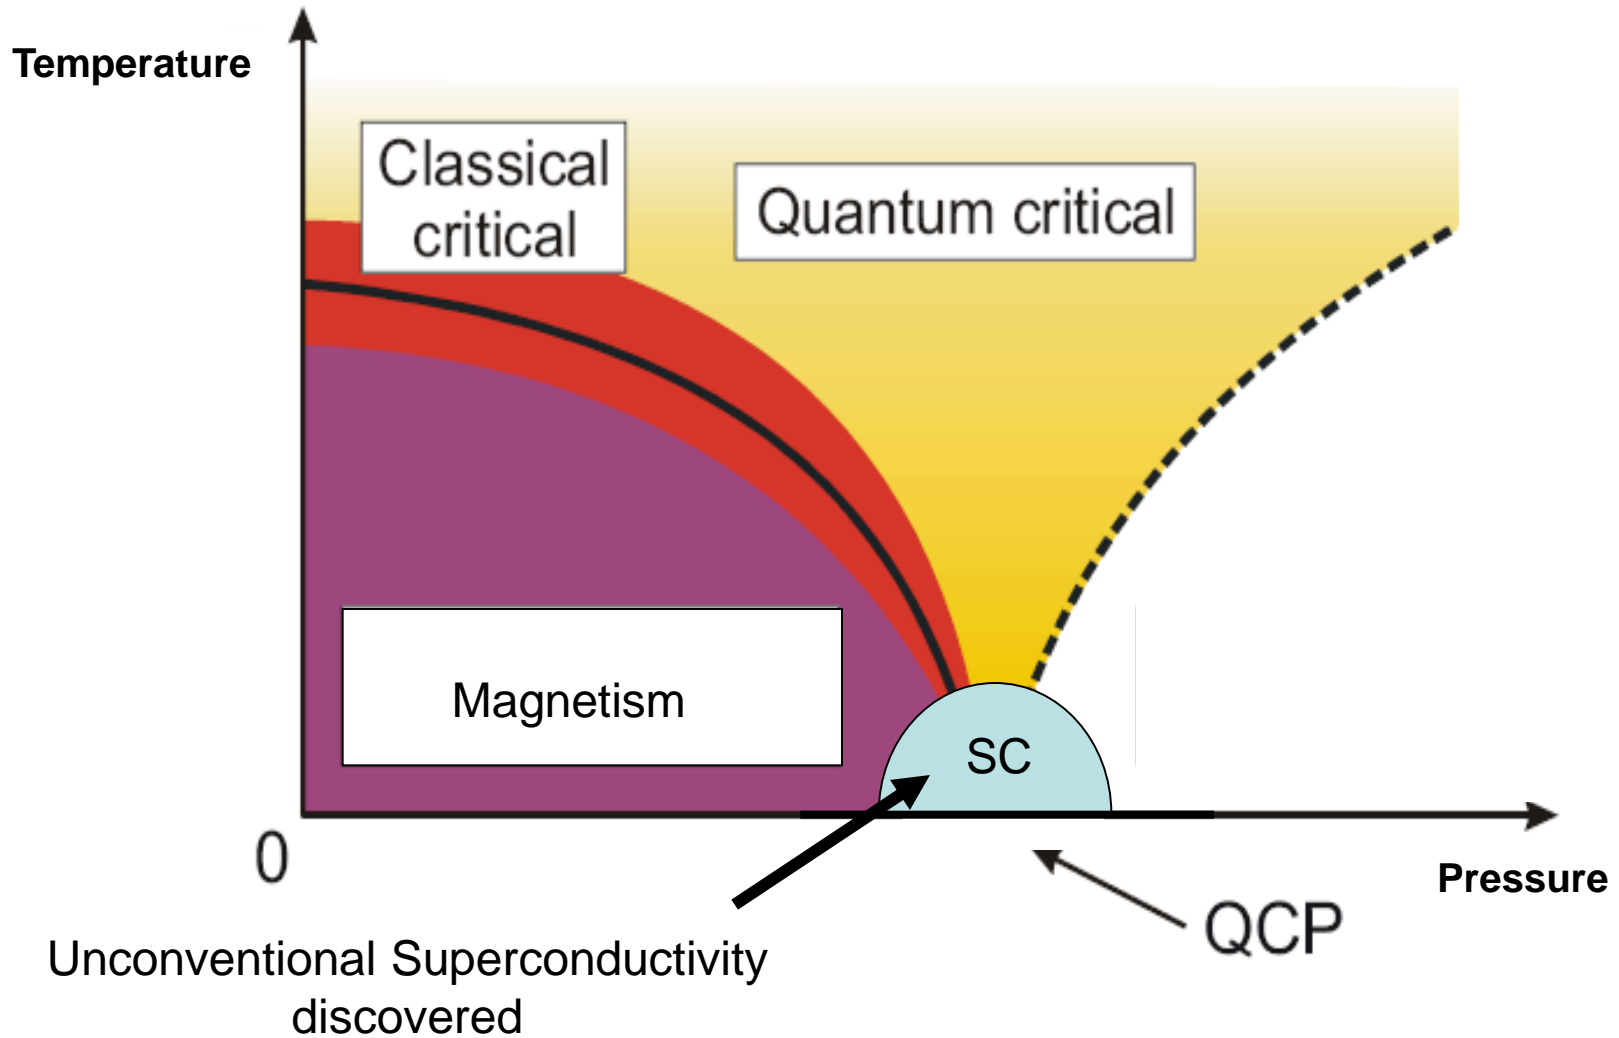 Temperature
Classical
critical
Quantum critical
Magnetism
SC
0
Pressure
QCP
Unconventional Superconductivity
discovered